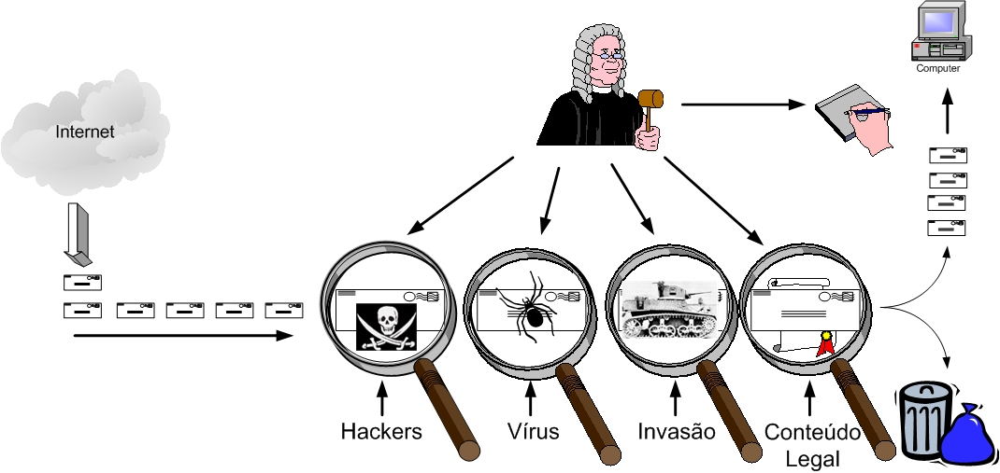 Computer
Internet
Hackers
Vírus
Invasão
Conteúdo
Legal